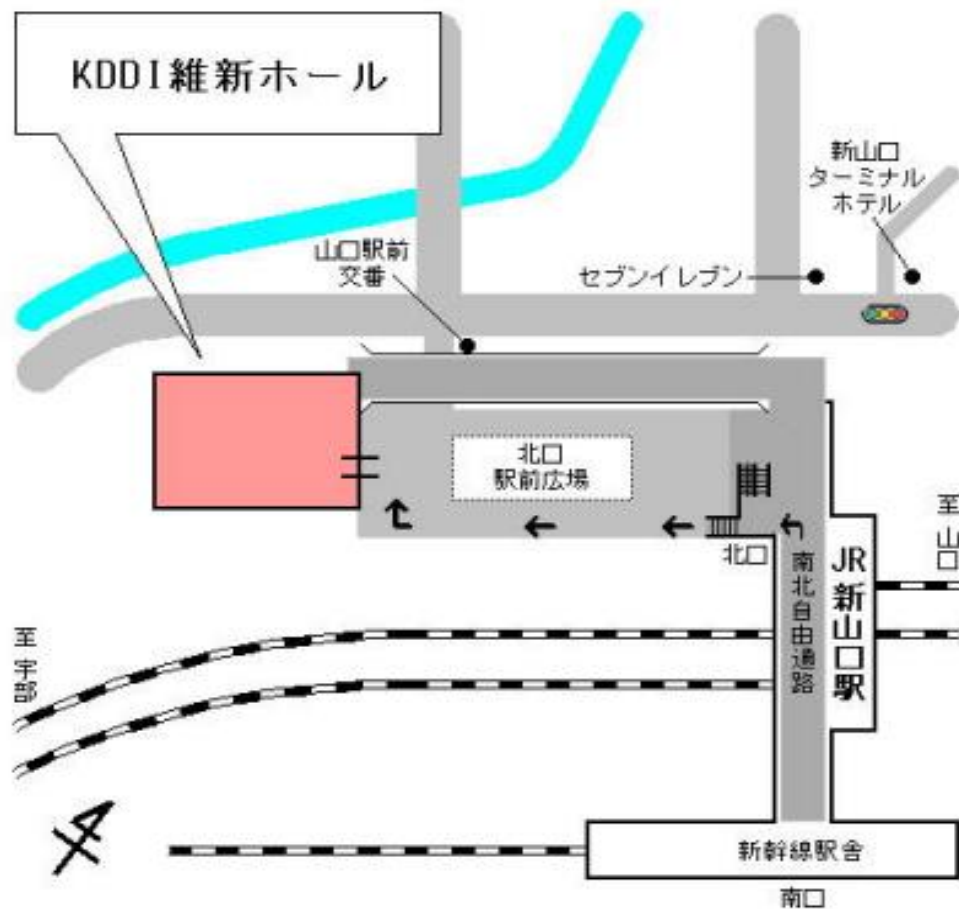 KDDI維新ホール
新山口
ターミナル
ホテル
山口駅前
交番
セブンイレブン
北口
駅前広場
至 山口
北口
南北自由通路
JR新山口駅
至 宇部
新幹線駅舎
南口